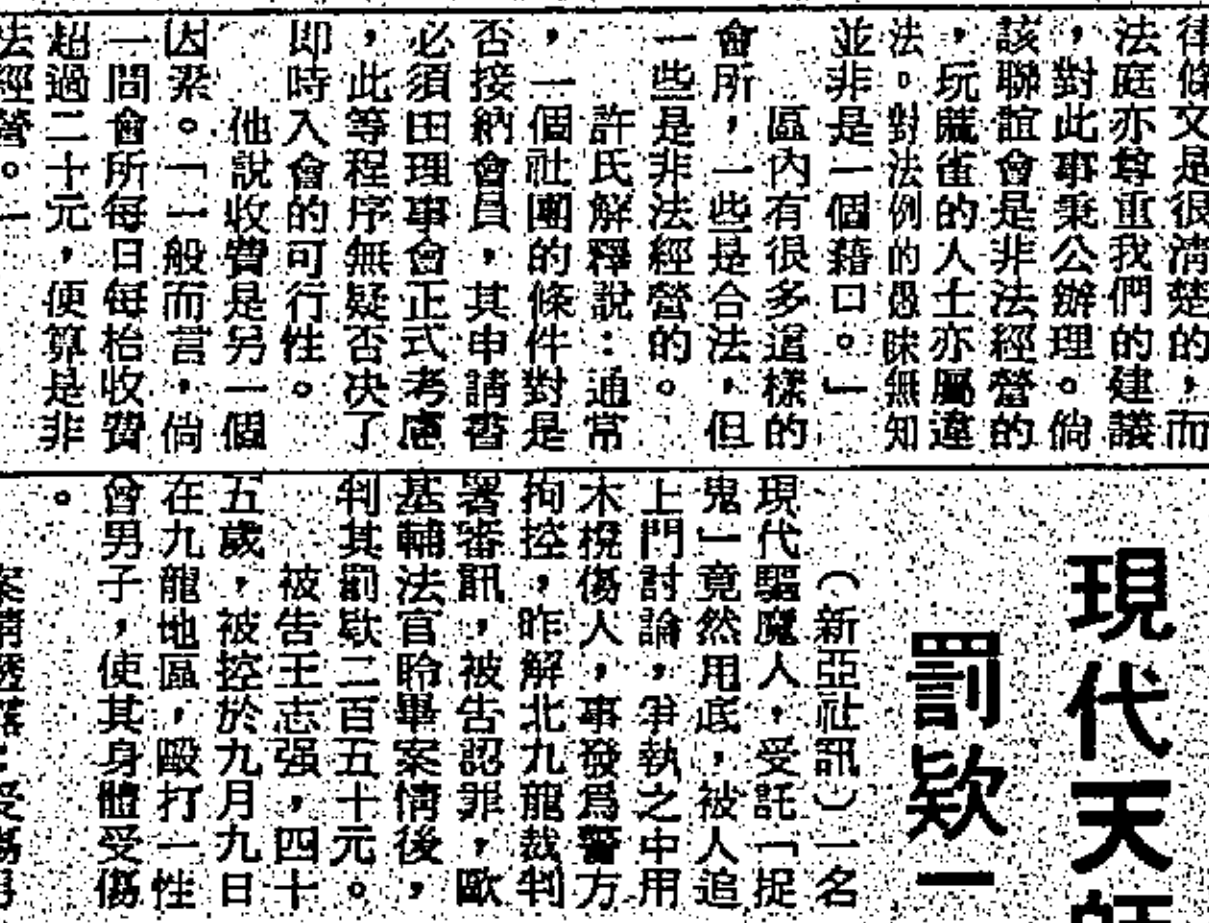 律條文是很清楚的，而
法庭亦尊重我們的建議
，對此事秉公辦理。倘
該聯誼會是非法經營的
，玩麻雀的人士亦屬違
法。對法例的愚昧無知
並非是一個藉口。」
區內有很多這樣的
會所，一些是合法，但
一些是非法經營的。
許氏解釋說：通常
，一個社團的條件對是
否接納會員，其申請書
必須由理事會正式考慮
，此等程序無疑否決了
即時入會的可行性。
他說收費是另一個
因素。「一般而言，倘
一間會所每日每枱收費
超過二十元，便算是非
法經營。
現代天師
罰欵一
（新亞社訊）一名
現代驅魔人，受託「捉
鬼」竟然用底，被人追
上門討論，爭執之中用
木櫈傷人，事發爲警方
拘控，昨解北九龍裁判
署審訊，被告認罪，歐
基輔法官聆畢案情後，
判其罰欵二百五十元。
被告王志强，四十
五歲，被控於九月九日
在九龍地區，毆打一性
曾男子，使其身體受傷
。
案情透露：受傷男